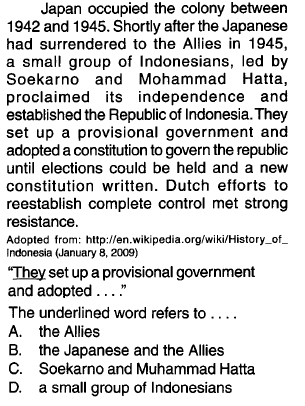 Japan occupied the colony between
1942 and 1945. Shortly after the Japanese
had surrendered to the Allies in 1945,
a small group of Indonesians, led by
Soekarno and Mohammad Hatta,
proclaimed its independence and
established the Republic of Indonesia. They
set up a provisional government and
adopted a constitution to govern the republic
until elections could be held and a new
constitution written. Dutch efforts to
reestablish complete control met strong
resistance.
Adopted from: http://en.wikipedia.org/wiki/History_of_
Indonesia (January 8, 2009)
“They set up a provisional government
and adopted . . . .”
The underlined word refers to . . . .
A. the Allies
B. the Japanese and the Allies
C. Soekarno and Muhammad Hatta
D. a small group of Indonesians